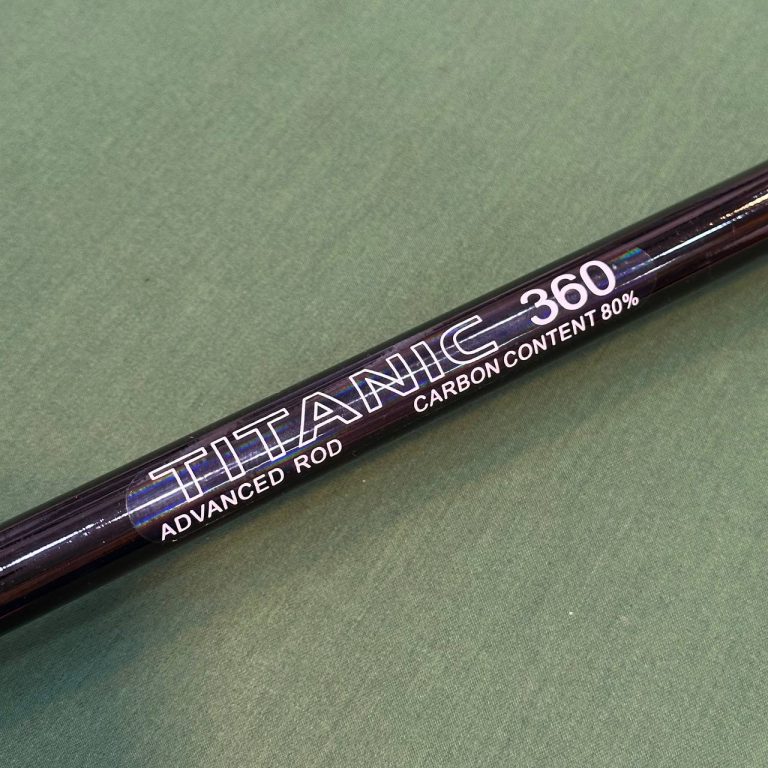 TITANIC 360
ADVANCED ROD CARBON CONTENT 80%